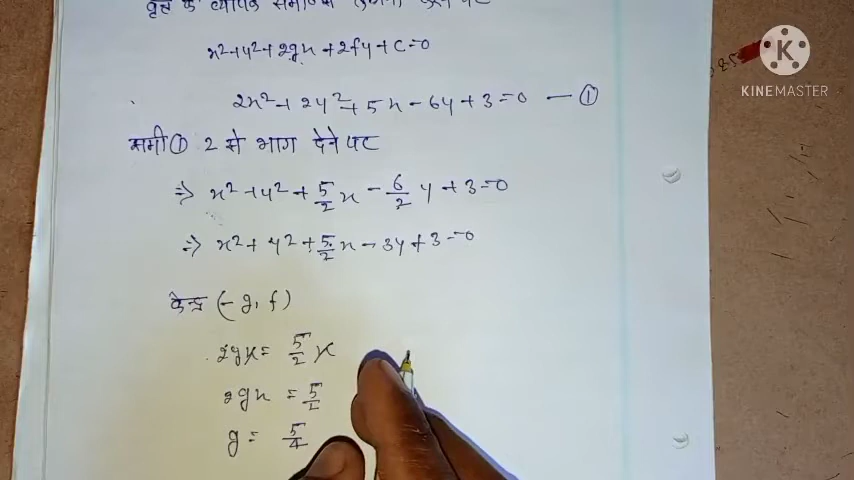 वृत्त के व्यापक
x²+y²+2gx+2fy+c=0
2x²+2y²+5x-6y+3=0 — ①
समी① 2 से भाग देने पर
⇒ x²+y²+5/2x-6/2y+3=0
⇒ x²+y²+5/2x-3y+3=0
केन्द्र (-g, f)
2gx = 5/2 x
2gx = 5/2
g = 5/4
KINEMASTER